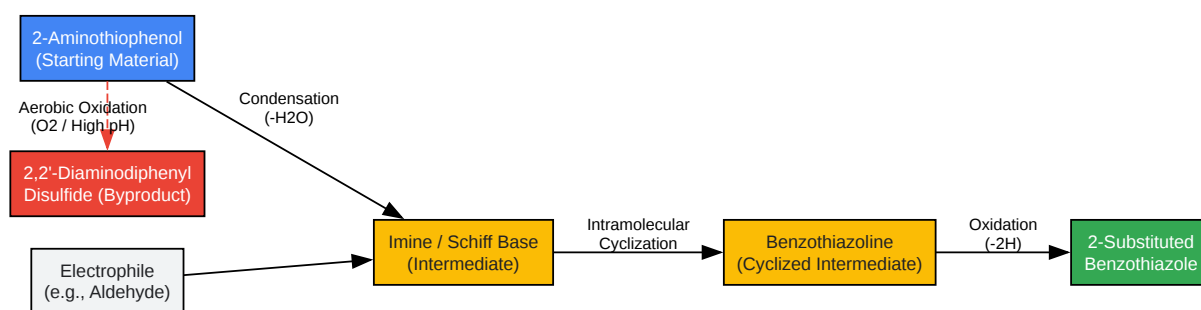 2-Aminothiophenol
(Starting Material)
Aerobic Oxidation
(O2 / High pH)
Condensation
(-H2O)
2,2'-Diaminodiphenyl
Disulfide (Byproduct)
Electrophile
(e.g., Aldehyde)
Imine / Schiff Base
(Intermediate)
Intramolecular
Cyclization
Benzothiazoline
(Cyclized Intermediate)
Oxidation
(-2H)
2-Substituted
Benzothiazole